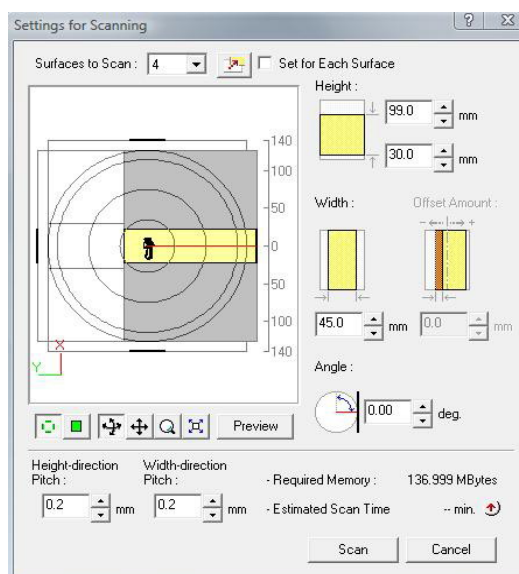 Settings for Scanning
Surfaces to Scan : 4 Set for Each Surface
Height :
99.0 mm
30.0 mm
140
100
50
0
50
100
140
X
Y
Width : Offset Amount :
- +
45.0 mm 0.0 mm
Angle :
0.00 deg.
Preview
Height-direction Pitch : Width-direction Pitch :
0.2 mm 0.2 mm
- Required Memory : 136.999 MBytes
- Estimated Scan Time -- min.
Scan Cancel